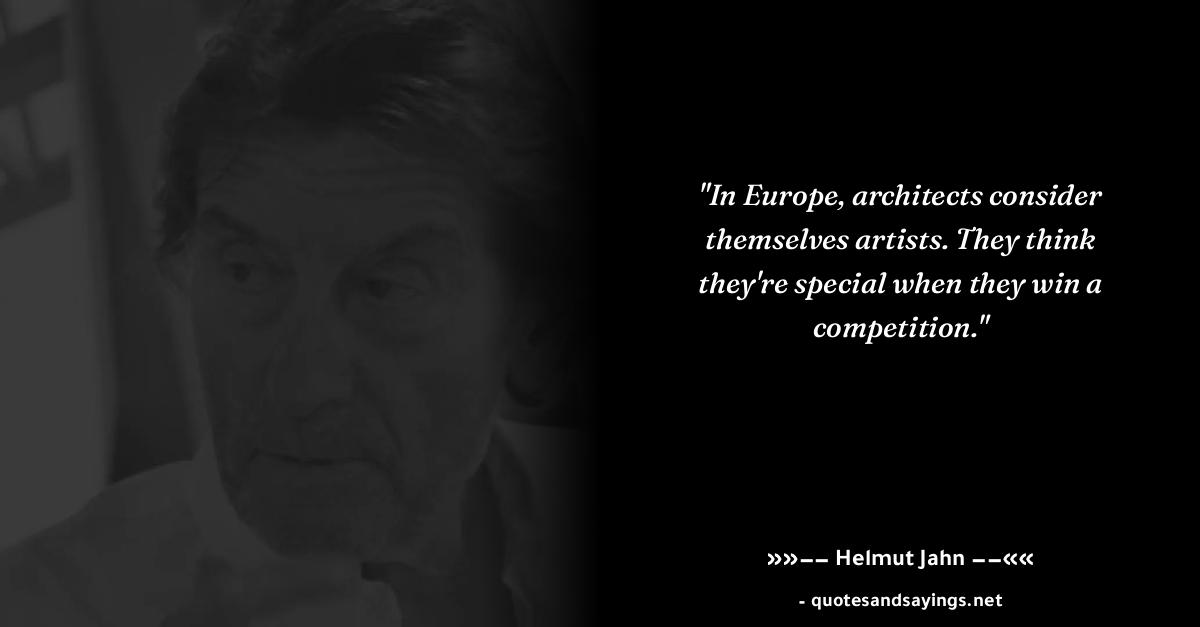 "In Europe, architects consider
themselves artists. They think
they're special when they win a
competition."
»»−− Helmut Jahn −−««
- quotesandsayings.net